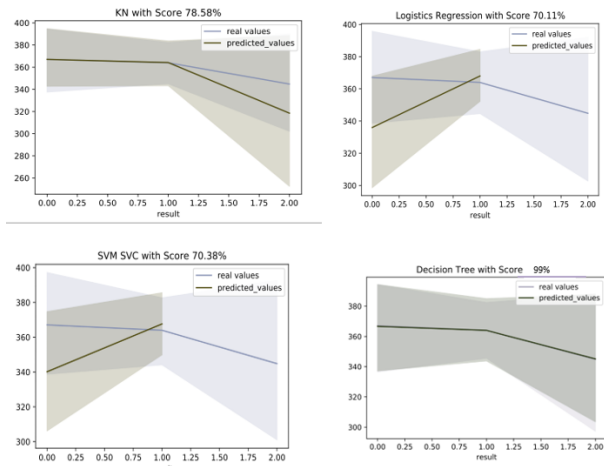 KN with Score 78.58%
real values
predicted_values
400
380
360
340
320
300
280
260
0.00 0.25 0.50 0.75 1.00 1.25 1.50 1.75 2.00
result
Logistics Regression with Score 70.11%
real values
predicted_values
400
380
360
340
320
300
0.00 0.25 0.50 0.75 1.00 1.25 1.50 1.75 2.00
result
SVM SVC with Score 70.38%
real values
predicted_values
400
380
360
340
320
300
0.00 0.25 0.50 0.75 1.00 1.25 1.50 1.75 2.00
Decision Tree with Score 99%
real values
predicted_values
380
360
340
320
300
0.00 0.25 0.50 0.75 1.00 1.25 1.50 1.75 2.00
result